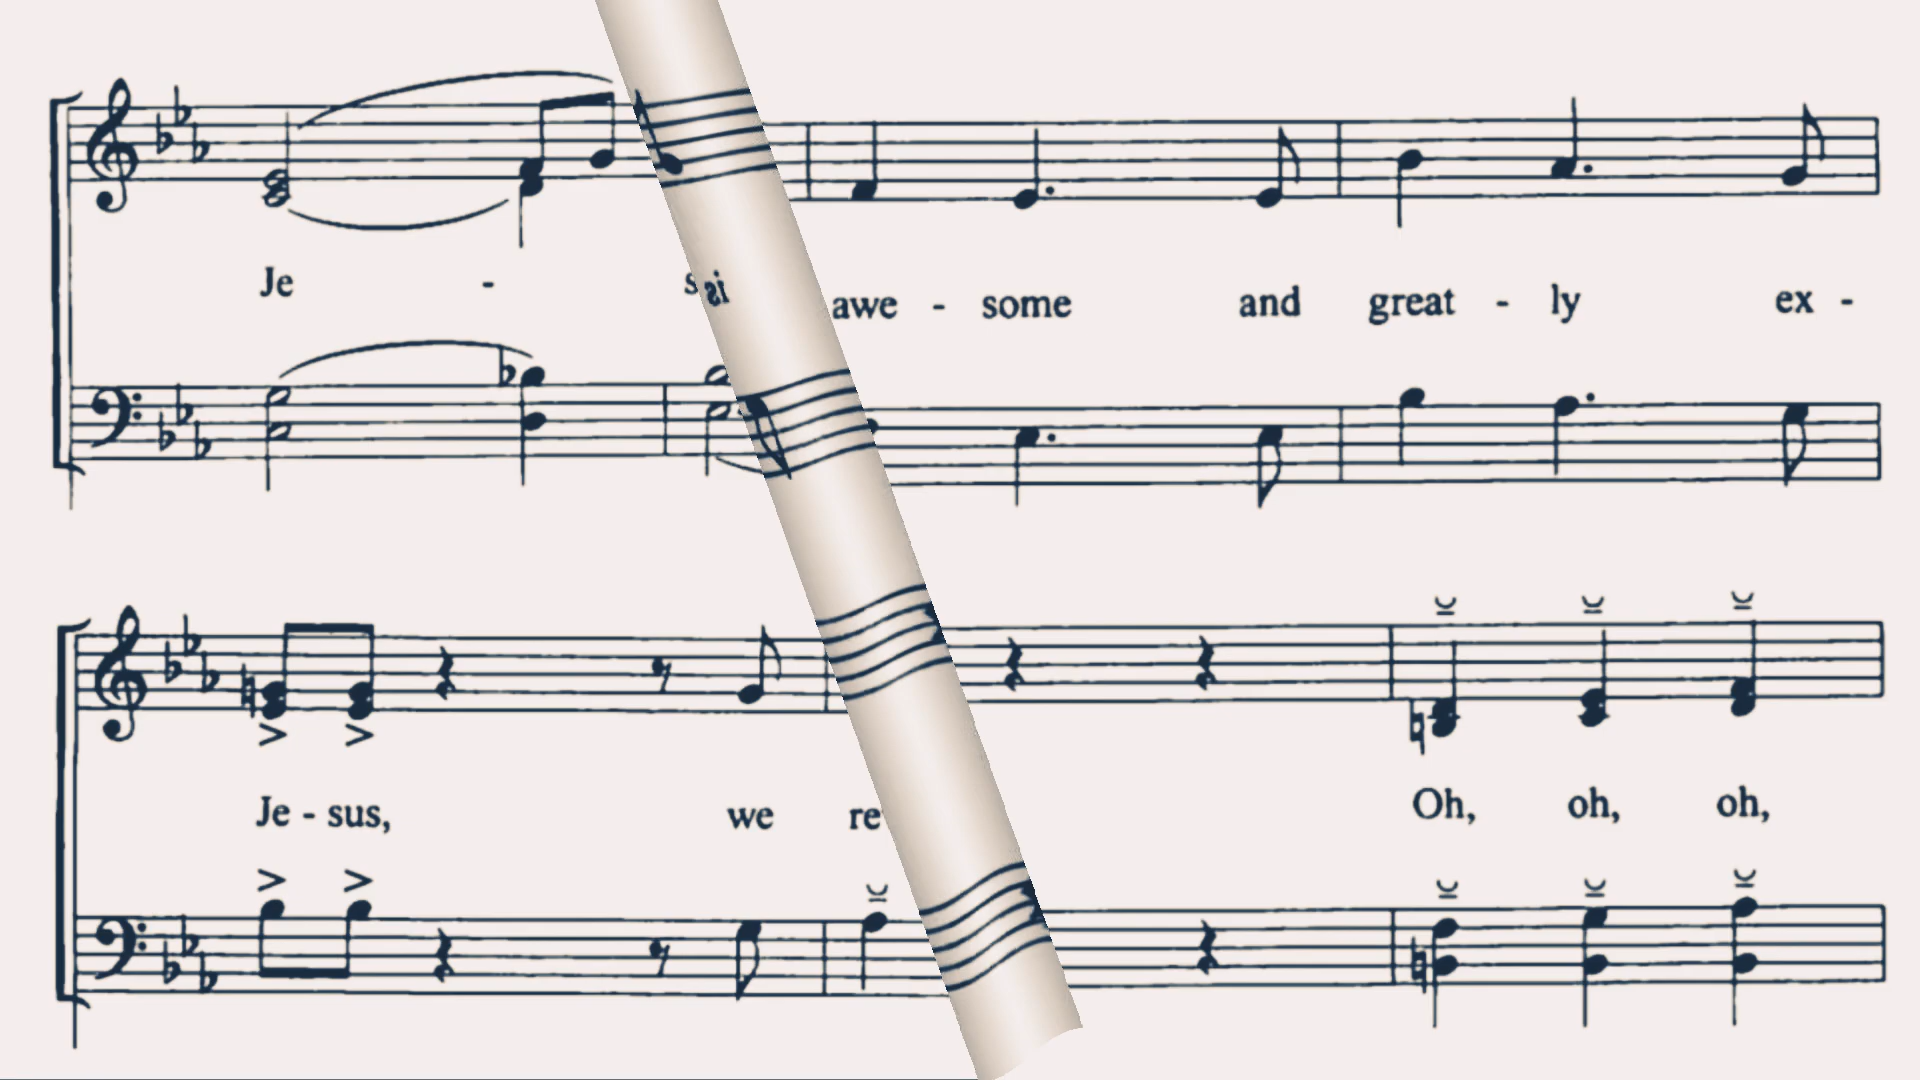 Je - s awe - some and great - ly ex -
Je - sus, we re Oh, oh, oh,